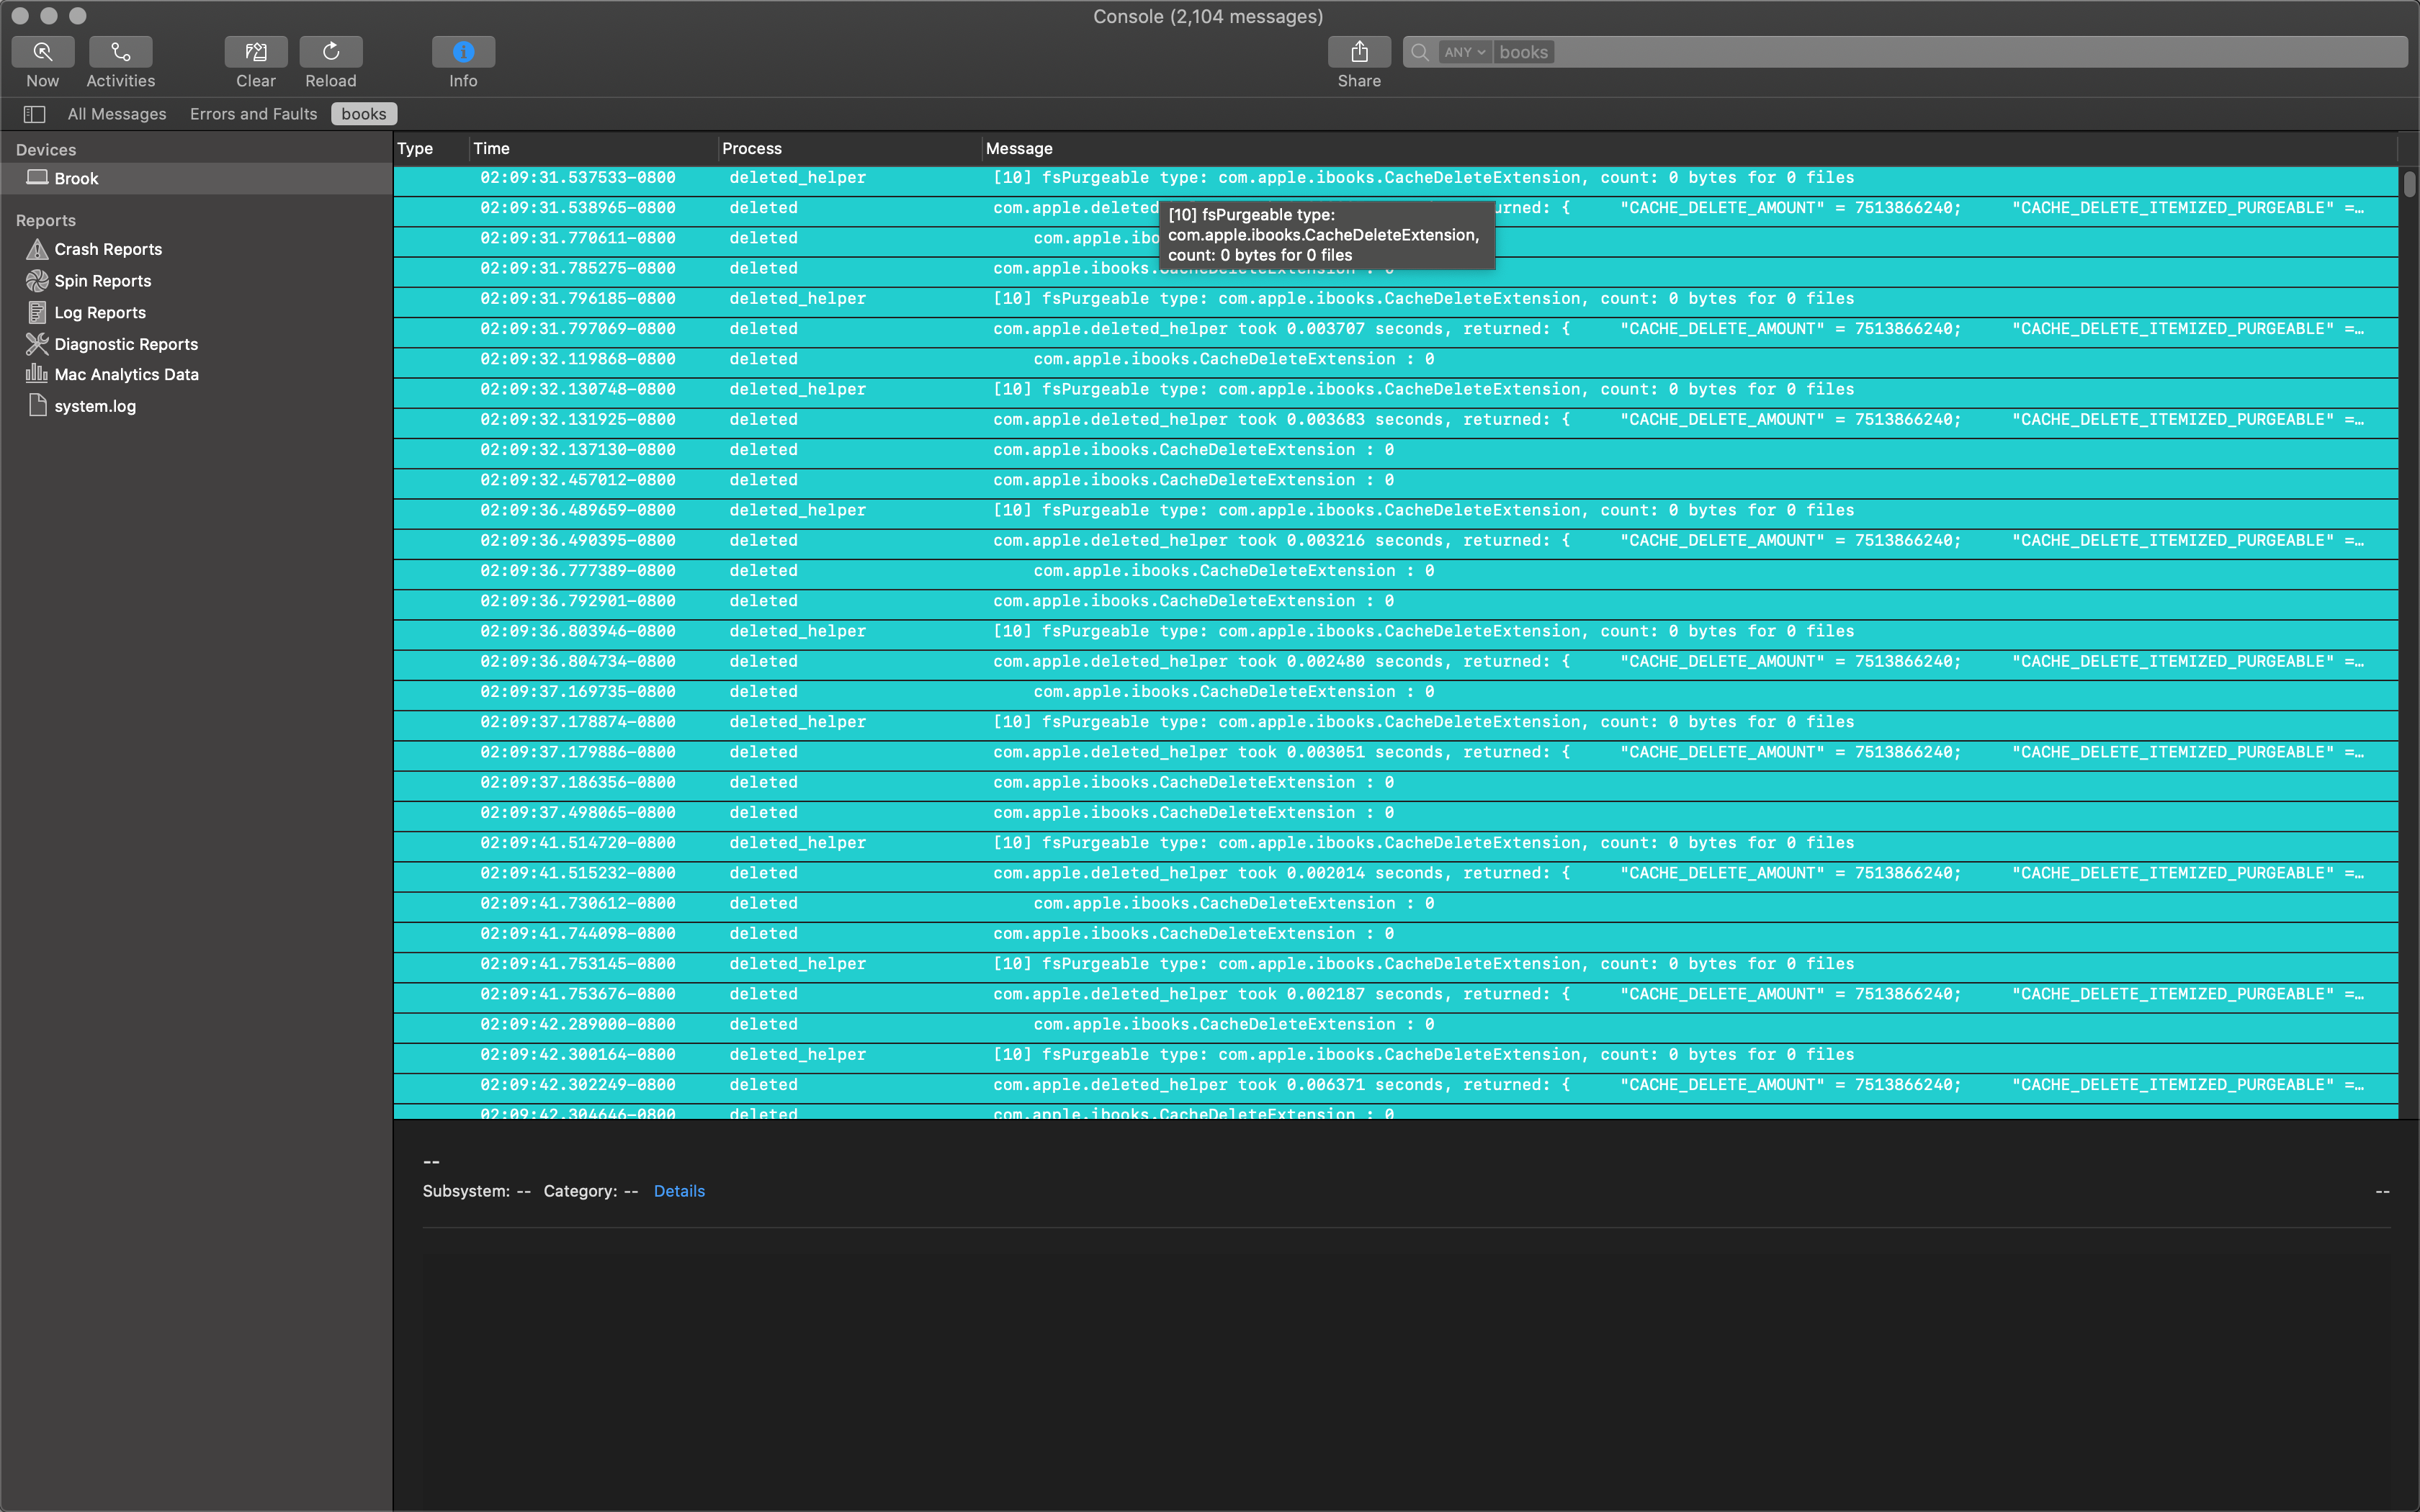 Console (2,104 messages)
Now Activities Clear Reload Info Share ANY books
All Messages Errors and Faults books
Devices
Brook
Reports
Crash Reports
Spin Reports
Log Reports
Diagnostic Reports
Mac Analytics Data
system.log
Type Time Process Message
02:09:31.537533-0800 deleted_helper [10] fsPurgeable type: com.apple.ibooks.CacheDeleteExtension, count: 0 bytes for 0 files
02:09:31.538965-0800 deleted com.apple.deleted urned: { "CACHE_DELETE_AMOUNT" = 7513866240; "CACHE_DELETE_ITEMIZED_PURGEABLE" =…
[10] fsPurgeable type:
com.apple.ibooks.CacheDeleteExtension,
count: 0 bytes for 0 files
02:09:31.770611-0800 deleted com.apple.ibo
02:09:31.785275-0800 deleted com.apple.ibooks.CacheDeleteExtension : 0
02:09:31.796185-0800 deleted_helper [10] fsPurgeable type: com.apple.ibooks.CacheDeleteExtension, count: 0 bytes for 0 files
02:09:31.797069-0800 deleted com.apple.deleted_helper took 0.003707 seconds, returned: { "CACHE_DELETE_AMOUNT" = 7513866240; "CACHE_DELETE_ITEMIZED_PURGEABLE" =…
02:09:32.119868-0800 deleted com.apple.ibooks.CacheDeleteExtension : 0
02:09:32.130748-0800 deleted_helper [10] fsPurgeable type: com.apple.ibooks.CacheDeleteExtension, count: 0 bytes for 0 files
02:09:32.131925-0800 deleted com.apple.deleted_helper took 0.003683 seconds, returned: { "CACHE_DELETE_AMOUNT" = 7513866240; "CACHE_DELETE_ITEMIZED_PURGEABLE" =…
02:09:32.137130-0800 deleted com.apple.ibooks.CacheDeleteExtension : 0
02:09:32.457012-0800 deleted com.apple.ibooks.CacheDeleteExtension : 0
02:09:36.489659-0800 deleted_helper [10] fsPurgeable type: com.apple.ibooks.CacheDeleteExtension, count: 0 bytes for 0 files
02:09:36.490395-0800 deleted com.apple.deleted_helper took 0.003216 seconds, returned: { "CACHE_DELETE_AMOUNT" = 7513866240; "CACHE_DELETE_ITEMIZED_PURGEABLE" =…
02:09:36.777389-0800 deleted com.apple.ibooks.CacheDeleteExtension : 0
02:09:36.792901-0800 deleted com.apple.ibooks.CacheDeleteExtension : 0
02:09:36.803946-0800 deleted_helper [10] fsPurgeable type: com.apple.ibooks.CacheDeleteExtension, count: 0 bytes for 0 files
02:09:36.804734-0800 deleted com.apple.deleted_helper took 0.002480 seconds, returned: { "CACHE_DELETE_AMOUNT" = 7513866240; "CACHE_DELETE_ITEMIZED_PURGEABLE" =…
02:09:37.169735-0800 deleted com.apple.ibooks.CacheDeleteExtension : 0
02:09:37.178874-0800 deleted_helper [10] fsPurgeable type: com.apple.ibooks.CacheDeleteExtension, count: 0 bytes for 0 files
02:09:37.179886-0800 deleted com.apple.deleted_helper took 0.003051 seconds, returned: { "CACHE_DELETE_AMOUNT" = 7513866240; "CACHE_DELETE_ITEMIZED_PURGEABLE" =…
02:09:37.186356-0800 deleted com.apple.ibooks.CacheDeleteExtension : 0
02:09:37.498065-0800 deleted com.apple.ibooks.CacheDeleteExtension : 0
02:09:41.514720-0800 deleted_helper [10] fsPurgeable type: com.apple.ibooks.CacheDeleteExtension, count: 0 bytes for 0 files
02:09:41.515232-0800 deleted com.apple.deleted_helper took 0.002014 seconds, returned: { "CACHE_DELETE_AMOUNT" = 7513866240; "CACHE_DELETE_ITEMIZED_PURGEABLE" =…
02:09:41.730612-0800 deleted com.apple.ibooks.CacheDeleteExtension : 0
02:09:41.744098-0800 deleted com.apple.ibooks.CacheDeleteExtension : 0
02:09:41.753145-0800 deleted_helper [10] fsPurgeable type: com.apple.ibooks.CacheDeleteExtension, count: 0 bytes for 0 files
02:09:41.753676-0800 deleted com.apple.deleted_helper took 0.002187 seconds, returned: { "CACHE_DELETE_AMOUNT" = 7513866240; "CACHE_DELETE_ITEMIZED_PURGEABLE" =…
02:09:42.289000-0800 deleted com.apple.ibooks.CacheDeleteExtension : 0
02:09:42.300164-0800 deleted_helper [10] fsPurgeable type: com.apple.ibooks.CacheDeleteExtension, count: 0 bytes for 0 files
02:09:42.302249-0800 deleted com.apple.deleted_helper took 0.006371 seconds, returned: { "CACHE_DELETE_AMOUNT" = 7513866240; "CACHE_DELETE_ITEMIZED_PURGEABLE" =…
02:09:42.304646-0800 deleted com.apple.ibooks.CacheDeleteExtension : 0
--
Subsystem: -- Category: -- Details --